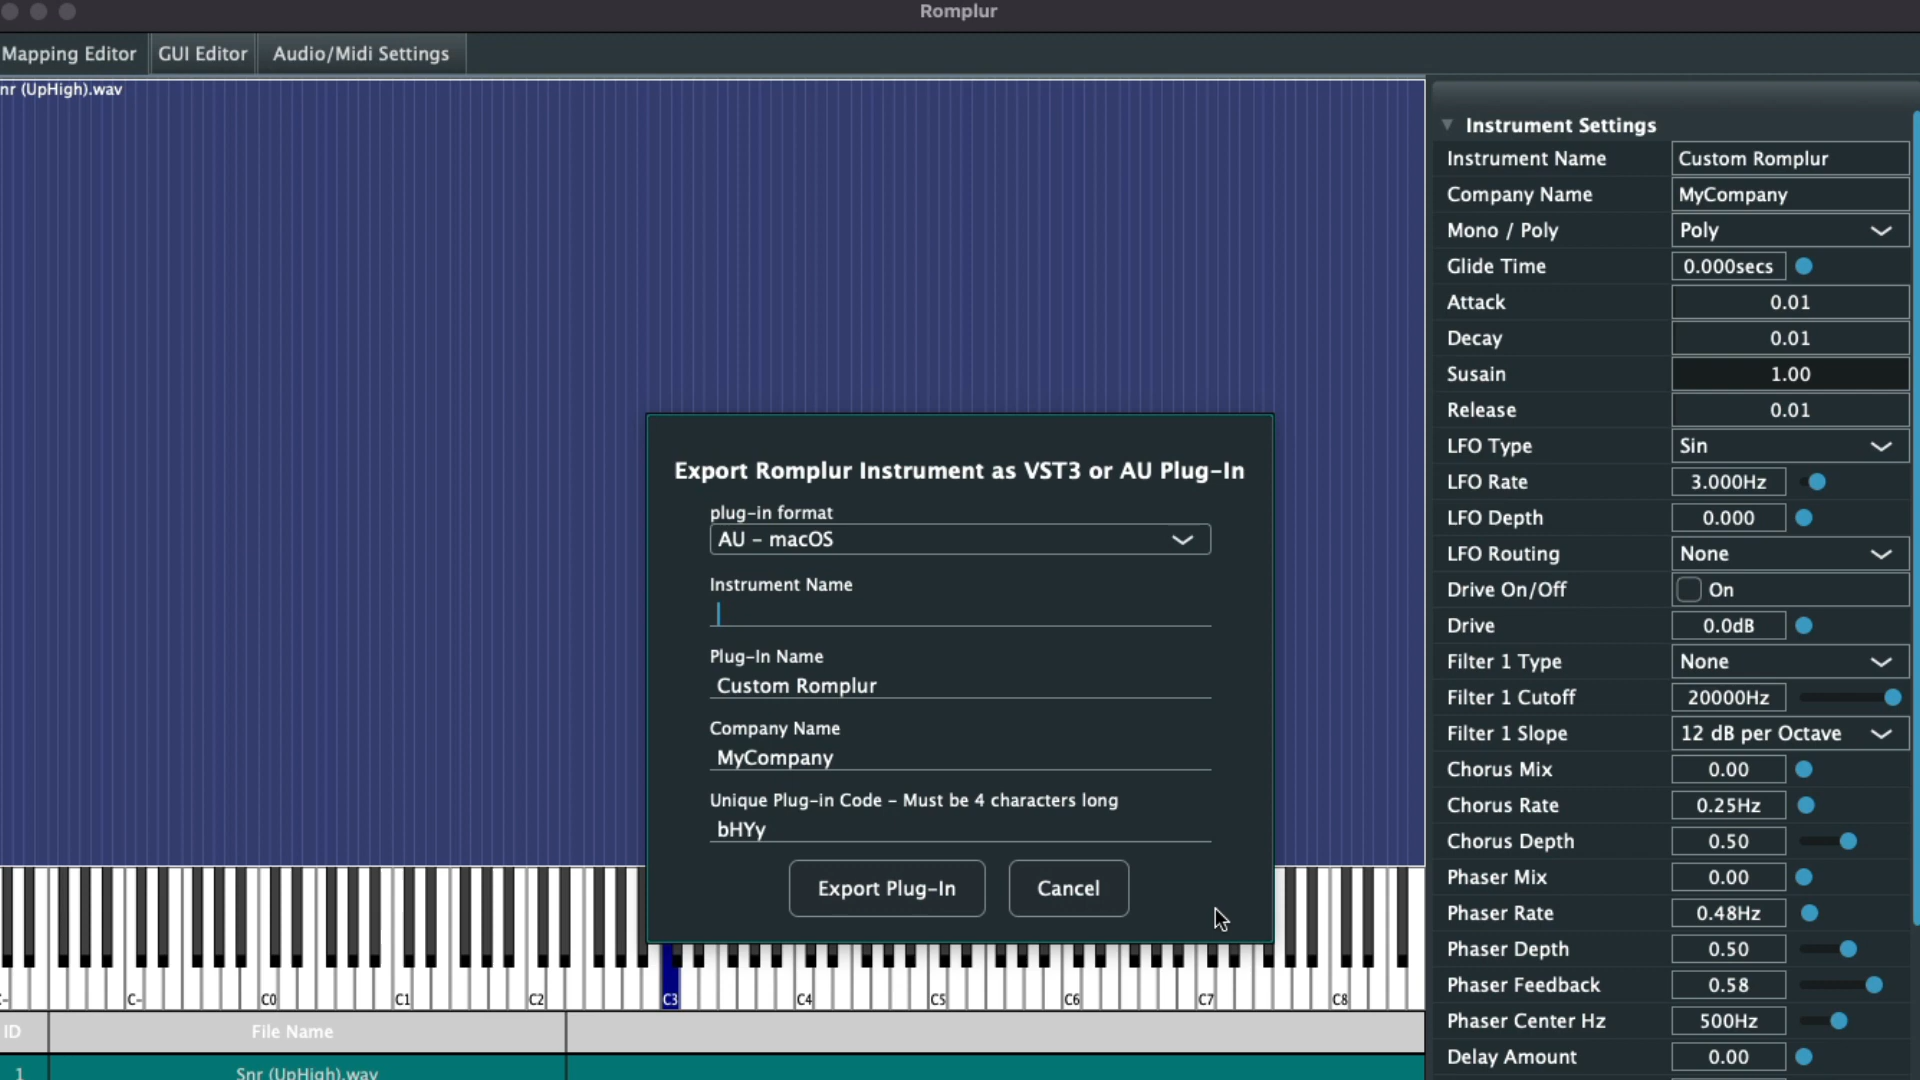 Romplur
Mapping Editor
GUI Editor
Audio/Midi Settings
nr (UpHigh).wav
Instrument Settings
Instrument Name
Custom Romplur
Company Name
MyCompany
Mono / Poly
Poly
Glide Time
0.000secs
Attack
0.01
Decay
0.01
Susain
1.00
Release
0.01
LFO Type
Sin
LFO Rate
3.000Hz
LFO Depth
0.000
LFO Routing
None
Drive On/Off
On
Drive
0.0dB
Filter 1 Type
None
Filter 1 Cutoff
20000Hz
Filter 1 Slope
12 dB per Octave
Chorus Mix
0.00
Chorus Rate
0.25Hz
Chorus Depth
0.50
Phaser Mix
0.00
Phaser Rate
0.48Hz
Phaser Depth
0.50
Phaser Feedback
0.58
Phaser Center Hz
500Hz
Delay Amount
0.00
Export Romplur Instrument as VST3 or AU Plug-In
plug-in format
AU - macOS
Instrument Name
Plug-In Name
Custom Romplur
Company Name
MyCompany
Unique Plug-in Code - Must be 4 characters long
bHYy
Export Plug-In
Cancel
C-
C-
C0
C1
C2
C3
C4
C5
C6
C7
C8
ID
File Name
1
Snr (UpHigh).wav